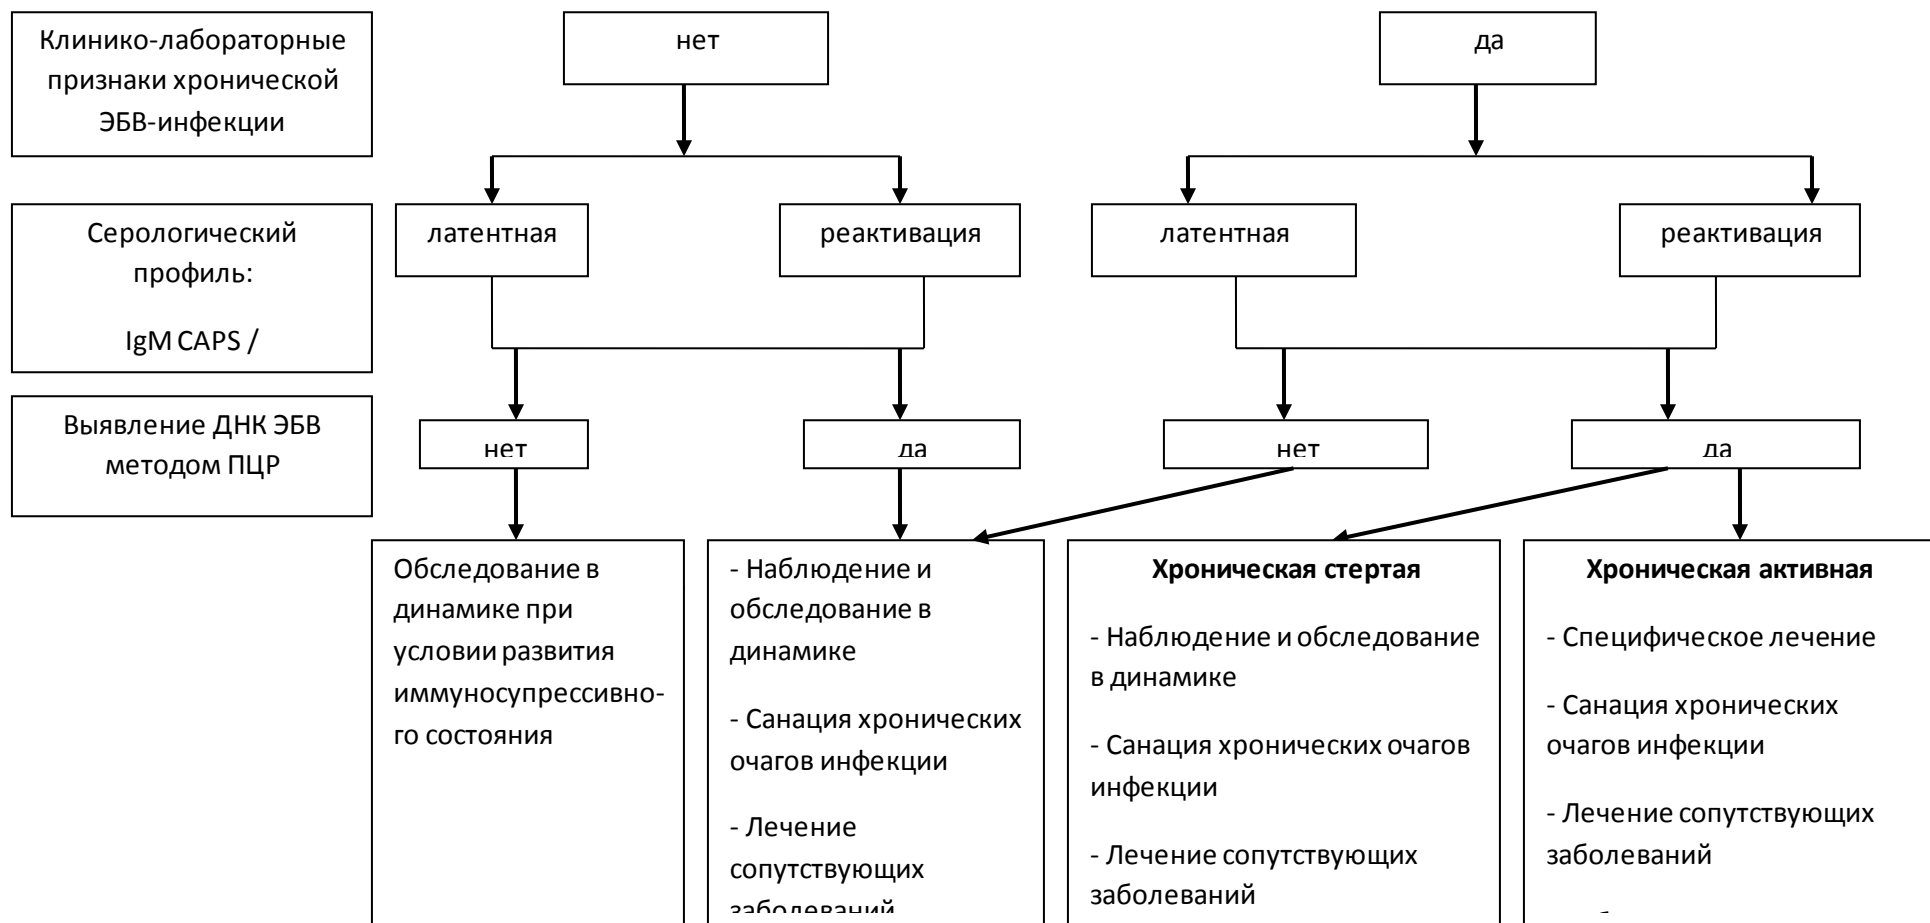 Клинико-лабораторные
признаки хронической
ЭБВ-инфекции
нет
да
Серологический
профиль:
IgM CAPS /
латентная
реактивация
латентная
реактивация
Выявление ДНК ЭБВ
методом ПЦР
нет
да
нет
да
Обследование в
динамике при
условии развития
иммуносупрессивно-
го состояния
- Наблюдение и
обследование в
динамике
- Санация хронических
очагов инфекции
- Лечение
сопутствующих
заболеваний
Хроническая стертая
- Наблюдение и обследование
в динамике
- Санация хронических очагов
инфекции
- Лечение сопутствующих
заболеваний
Хроническая активная
- Специфическое лечение
- Санация хронических
очагов инфекции
- Лечение сопутствующих
заболеваний